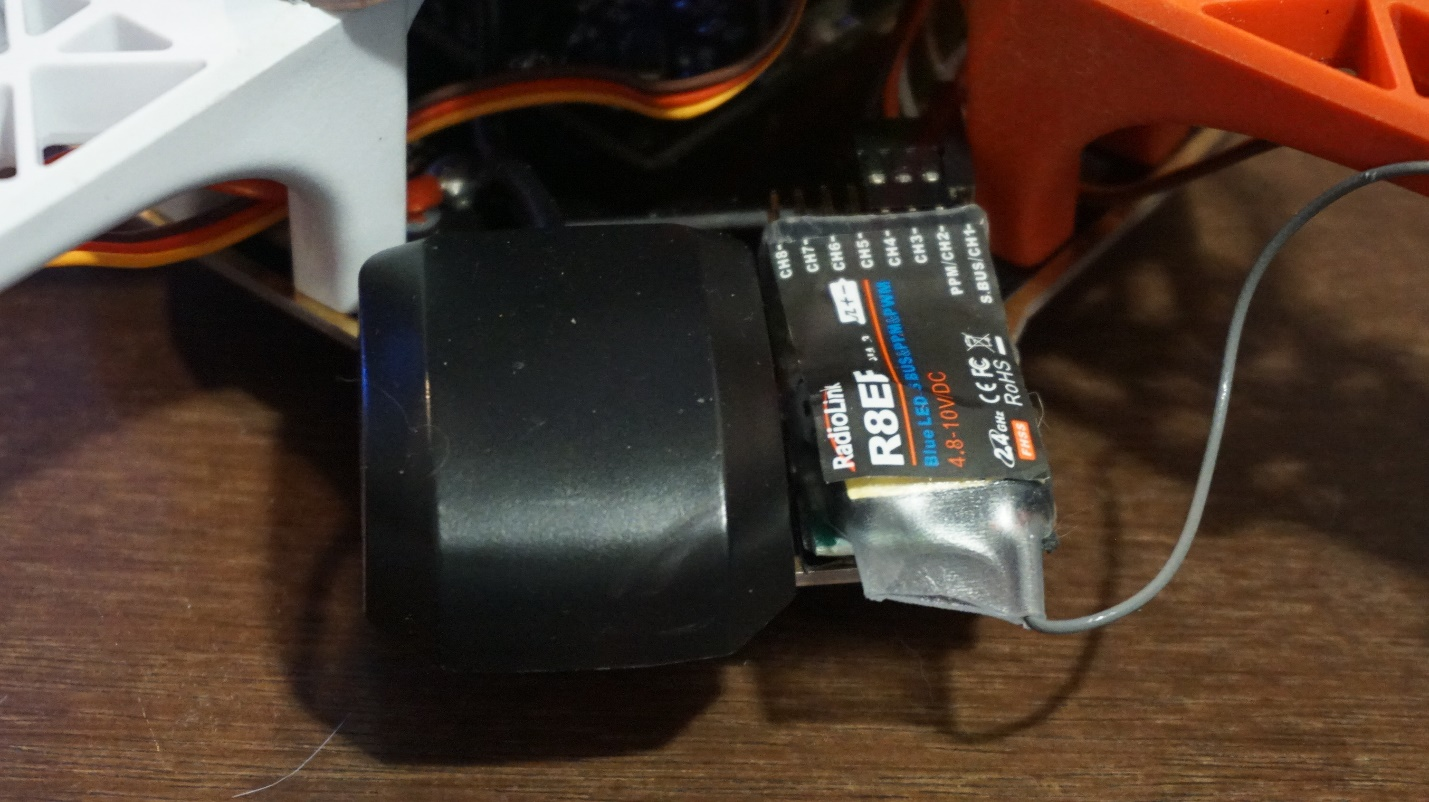 CH8-
CH7-
CH6-
CH5-
CH4-
CH3-
PPM/CH2-
S.BUS/CH1-
RadioLink
R8EF
Blue LED S.BUS&PPM&PWM
4.8-10V/DC
2.4GHz CE FC
FHSS RoHS